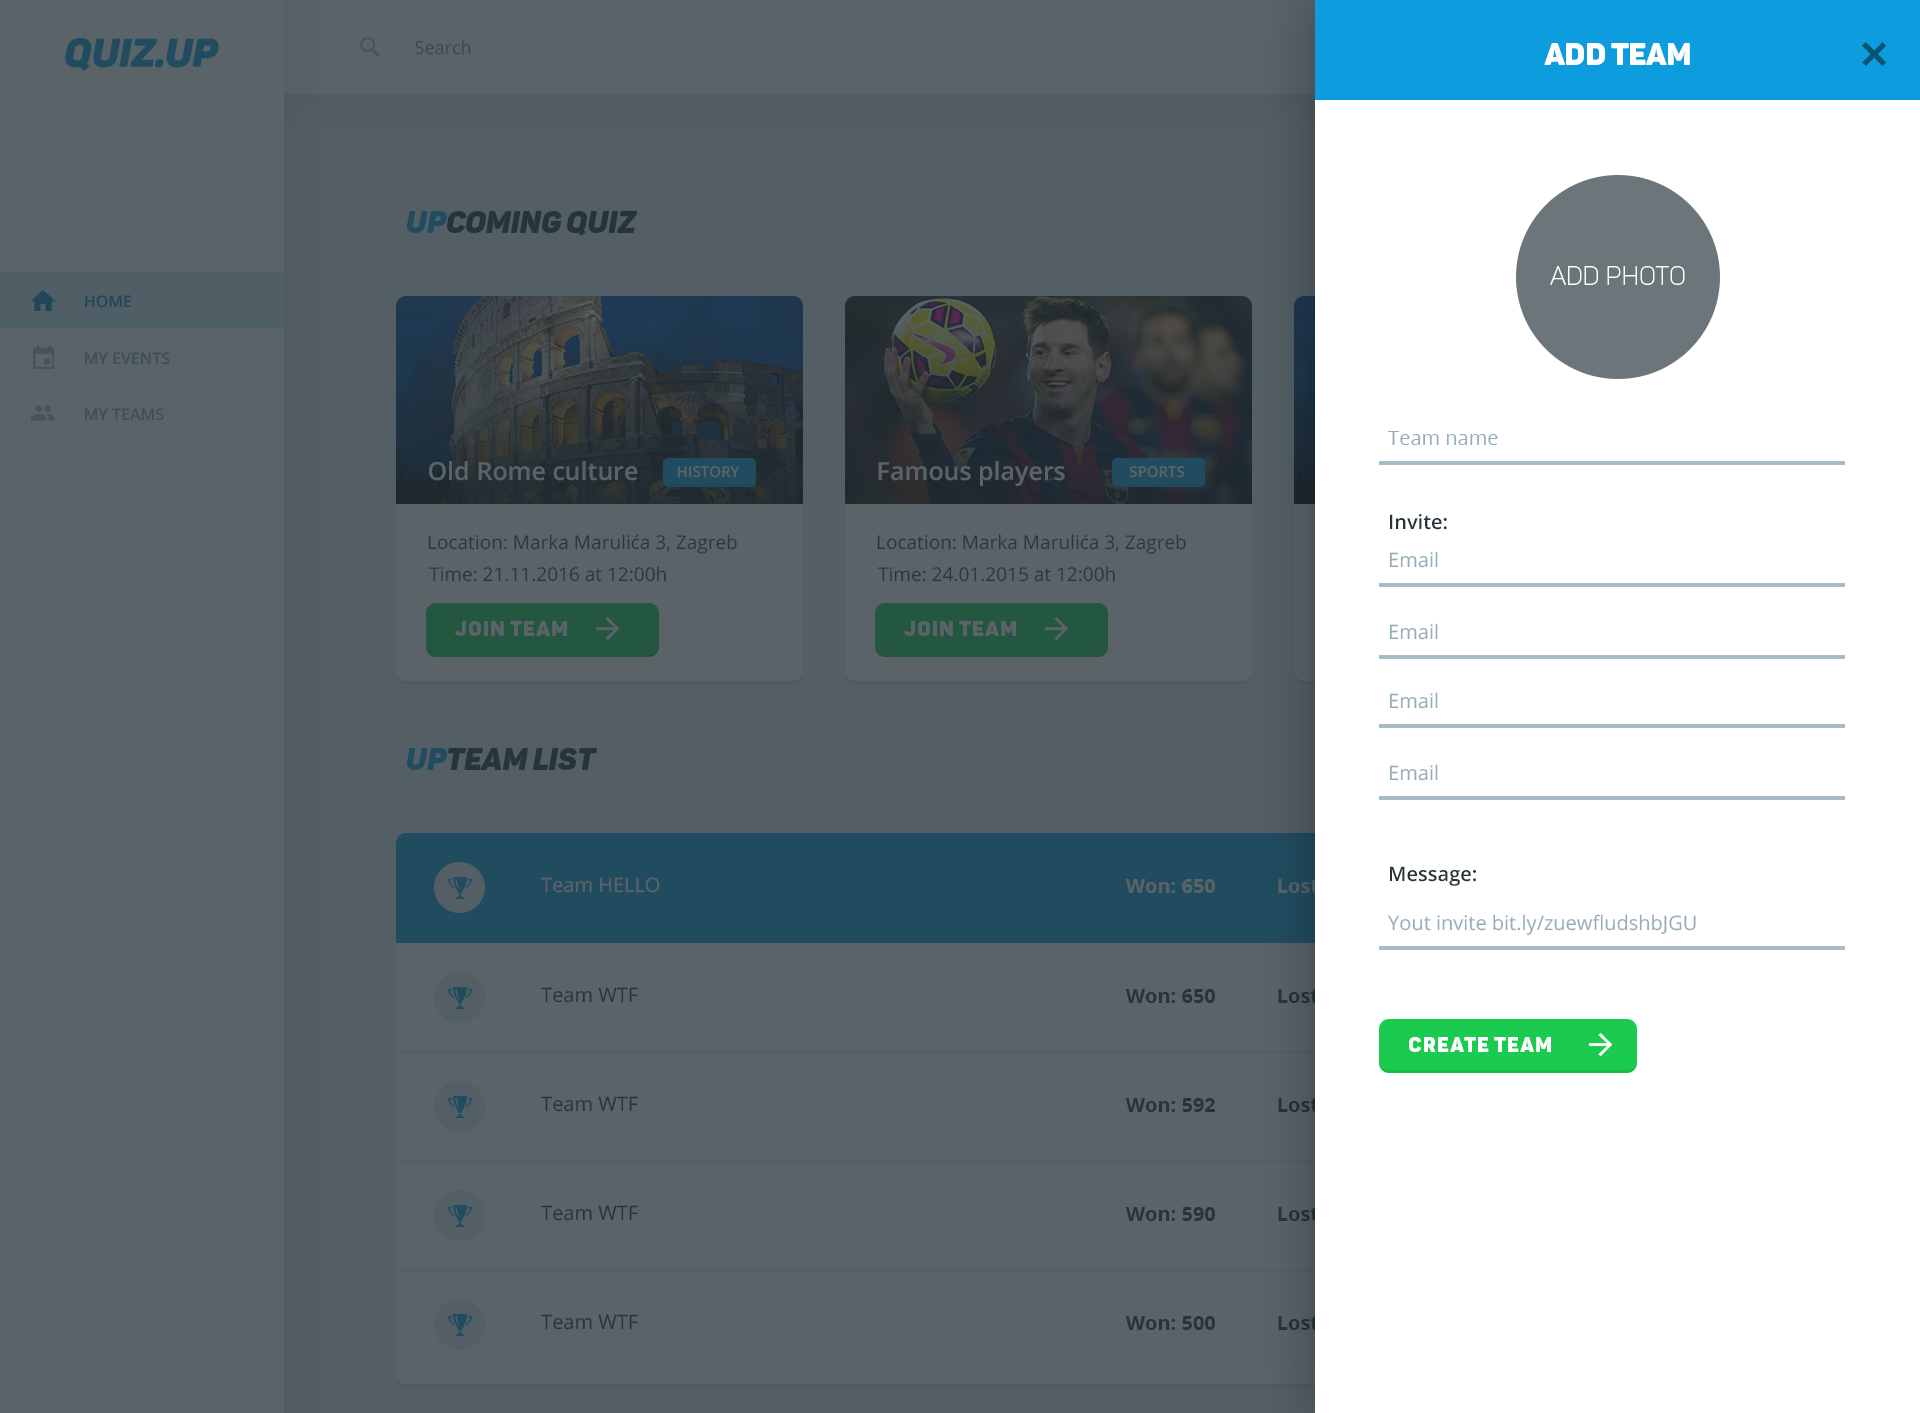 QUIZ.UP
Search
HOME
MY EVENTS
MY TEAMS
UPCOMING QUIZ
Old Rome culture HISTORY
Location: Marka Marulića 3, Zagreb
Time: 21.11.2016 at 12:00h
JOIN TEAM
Famous players SPORTS
Location: Marka Marulića 3, Zagreb
Time: 24.01.2015 at 12:00h
JOIN TEAM
UPTEAM LIST
Team HELLO Won: 650 Lost
Team WTF Won: 650 Lost
Team WTF Won: 592 Lost
Team WTF Won: 590 Lost
Team WTF Won: 500 Lost
ADD TEAM
ADD PHOTO
Team name
Invite:
Email
Email
Email
Email
Message:
Yout invite bit.ly/zuewfludshbJGU
CREATE TEAM